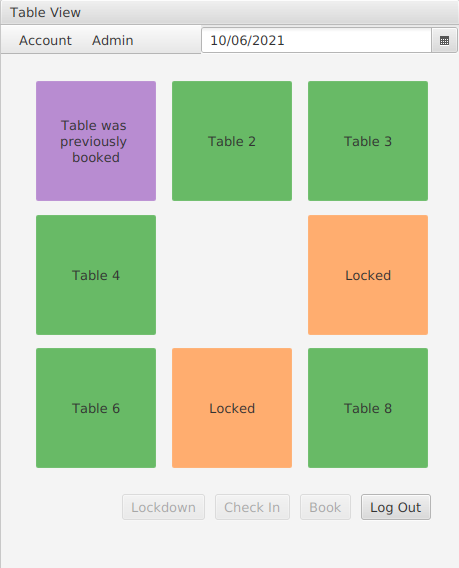 Table View
Account Admin 10/06/2021
Table was
previously
booked
Table 2
Table 3
Table 4
Locked
Table 6
Locked
Table 8
Lockdown Check In Book Log Out